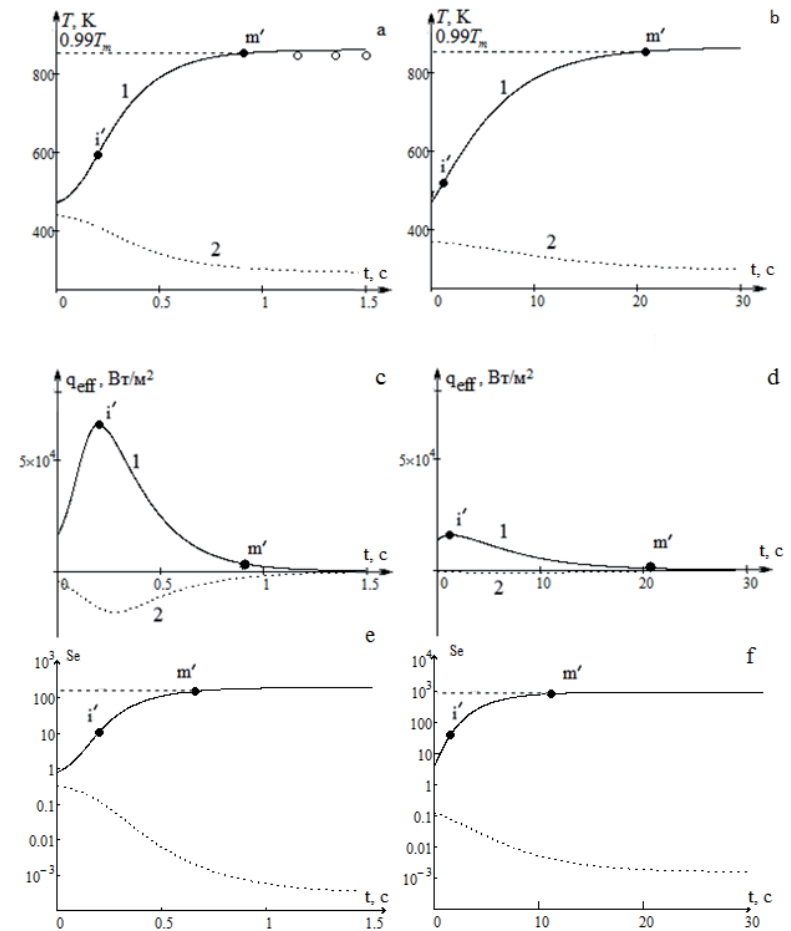 T, K
a
0.99Tₘ
m′
800
1
i′
600
400
2
t, c
0
0.5
1
1.5
T, K
b
0.99Tₘ
m′
800
1
i′
600
400
2
t, c
0
10
20
30
q_eff, Вт/м²
c
i′
5×10⁴
1
m′
t, c
0
0.5
1
1.5
2
q_eff, Вт/м²
d
5×10⁴
i′
1
m′
t, c
0
10
20
30
2
e
10³
Se
m′
100
i′
10
1
0.1
0.01
10⁻³
t, c
0
0.5
1
10⁴
Se
f
m′
10³
i′
100
10
1
0.1
0.01
10⁻³
t, c
0
10
20
30